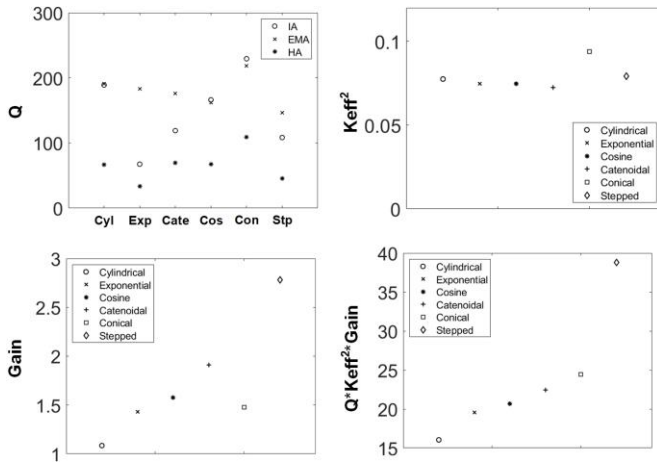 300
200
100
0
Q
IA
EMA
HA
Cyl Exp Cate Cos Con Stp
0.1
0.05
0
Keff²
Cylindrical
Exponential
Cosine
Catenoidal
Conical
Stepped
3
2.5
2
1.5
1
Gain
Cylindrical
Exponential
Cosine
Catenoidal
Conical
Stepped
40
35
30
25
20
15
Q*Keff²*Gain
Cylindrical
Exponential
Cosine
Catenoidal
Conical
Stepped